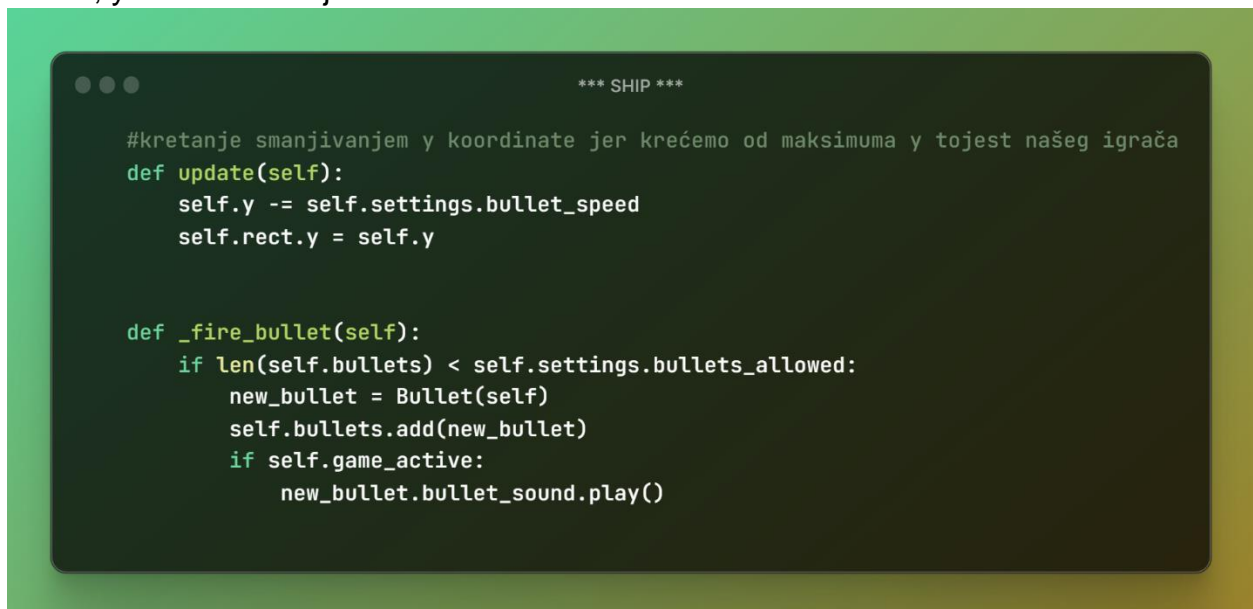 *** SHIP ***
#kretanje smanjivanjem y koordinate jer krećemo od maksimuma y tojest našeg igrača
def update(self):
    self.y -= self.settings.bullet_speed
    self.rect.y = self.y
def _fire_bullet(self):
    if len(self.bullets) < self.settings.bullets_allowed:
        new_bullet = Bullet(self)
        self.bullets.add(new_bullet)
        if self.game_active:
            new_bullet.bullet_sound.play()